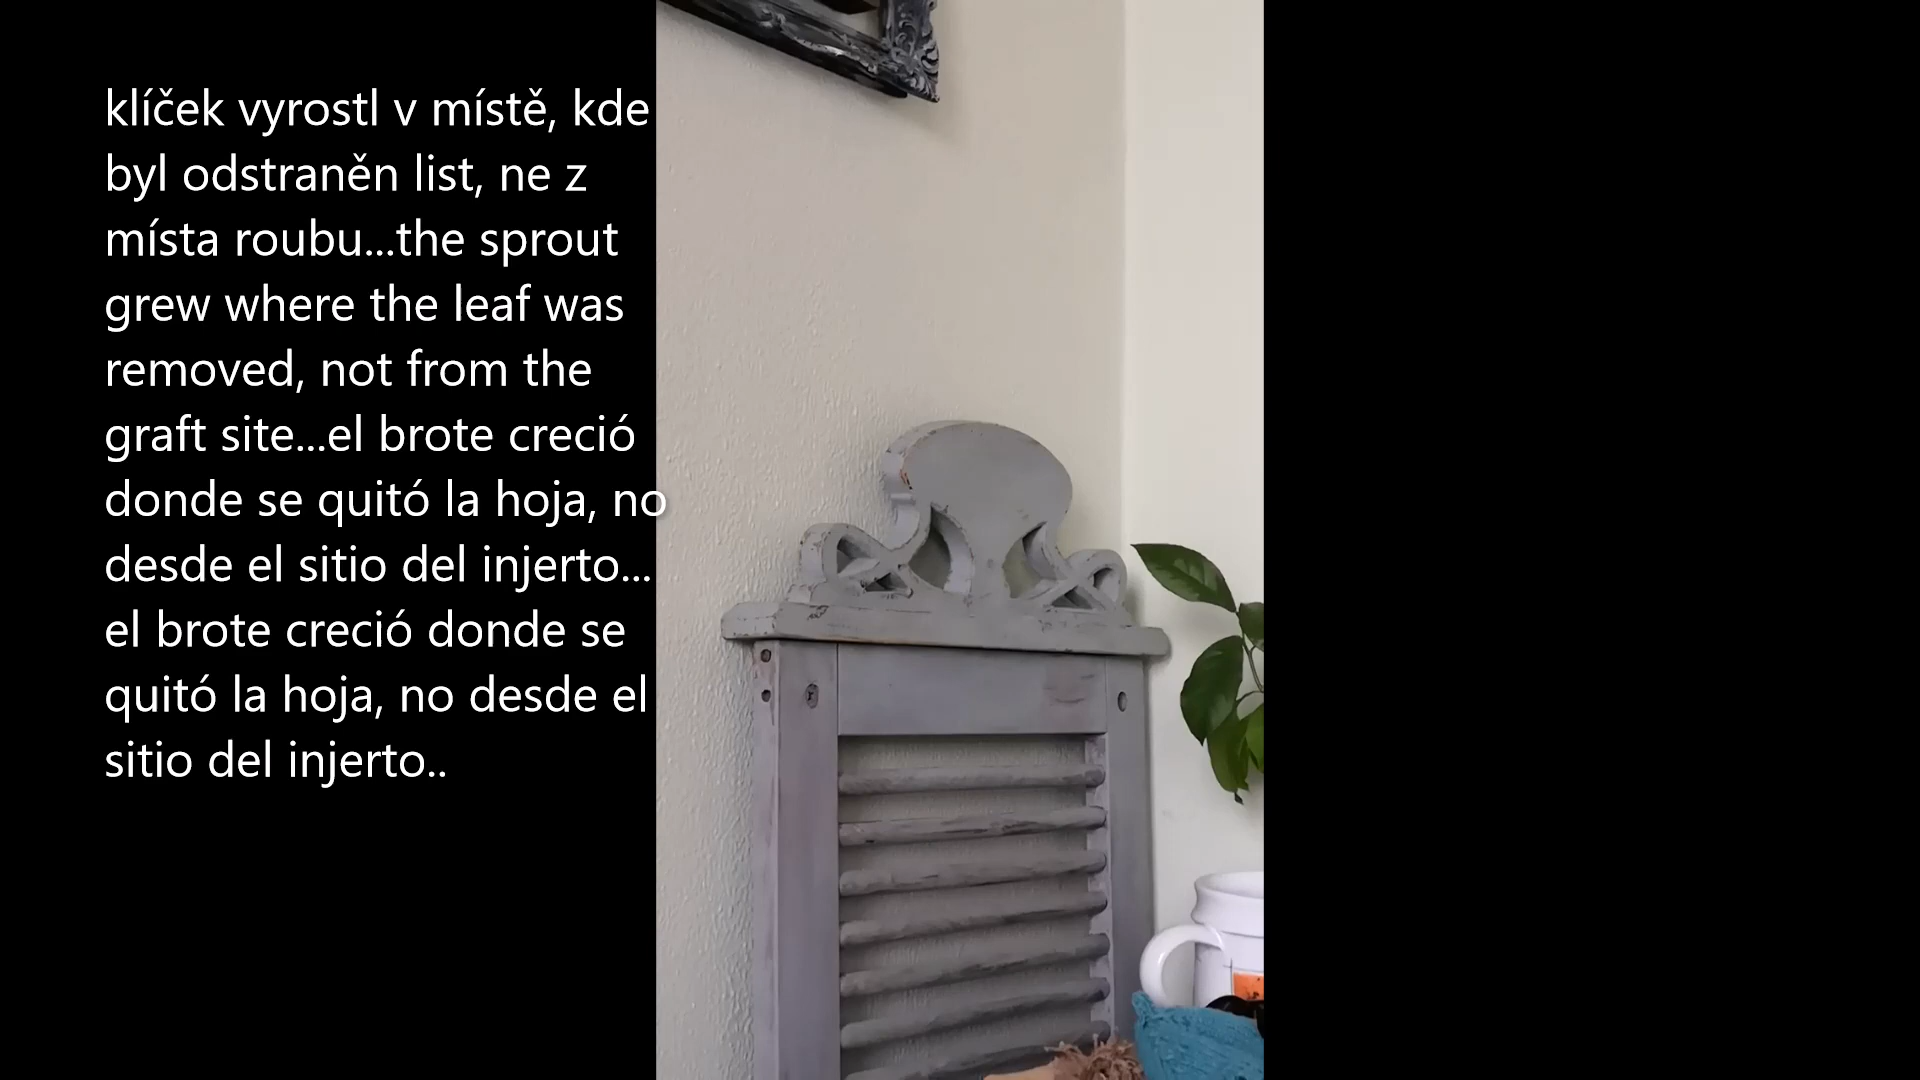 klíček vyrostl v místě, kde
byl odstraněn list, ne z
místa roubu...the sprout
grew where the leaf was
removed, not from the
graft site...el brote creció
donde se quitó la hoja, no
desde el sitio del injerto...
el brote creció donde se
quitó la hoja, no desde el
sitio del injerto..